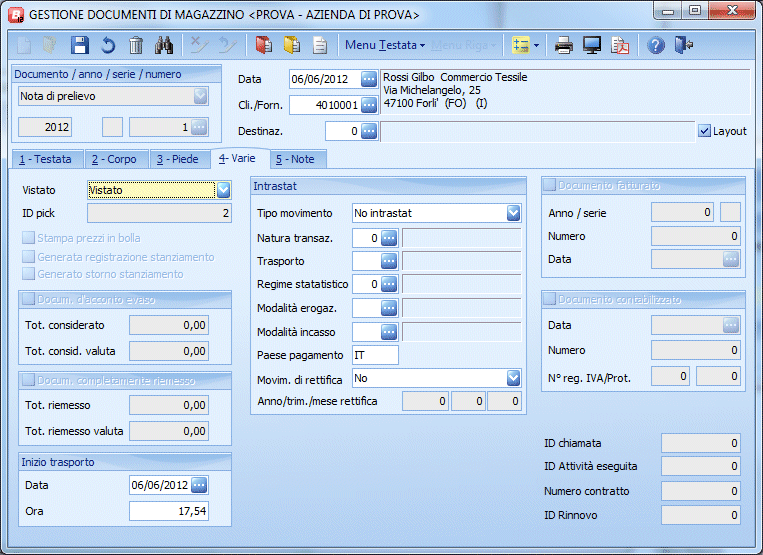 GESTIONE DOCUMENTI DI MAGAZZINO <PROVA - AZIENDA DI PROVA>
Menu Testata
Menu Riga
Documento / anno / serie / numero
Nota di prelievo
2012
1
Data
06/06/2012
Cli./Forn.
4010001
Destinaz.
0
Rossi Gilbo Commercio Tessile
Via Michelangelo, 25
47100 Forli' (FO) (I)
Layout
1 - Testata
2 - Corpo
3 - Piede
4- Varie
5 - Note
Vistato
Vistato
ID pick
2
Stampa prezzi in bolla
Generata registrazione stanziamento
Generato storno stanziamento
Docum. d'acconto evaso
Tot. considerato
0,00
Tot. consid. valuta
0,00
Docum. completamente riemesso
Tot. riemesso
0,00
Tot. riemesso valuta
0,00
Inizio trasporto
Data
06/06/2012
Ora
17,54
Intrastat
Tipo movimento
No intrastat
Natura transaz.
0
Trasporto
Regime statatistico
0
Modalità erogaz.
Modalità incasso
Paese pagamento
IT
Movim. di rettifica
No
Anno/trim./mese rettifica
0
0
0
Documento fatturato
Anno / serie
0
Numero
0
Data
Documento contabilizzato
Data
Numero
0
N° reg. IVA/Prot.
0
0
ID chiamata
0
ID Attività eseguita
0
Numero contratto
0
ID Rinnovo
0